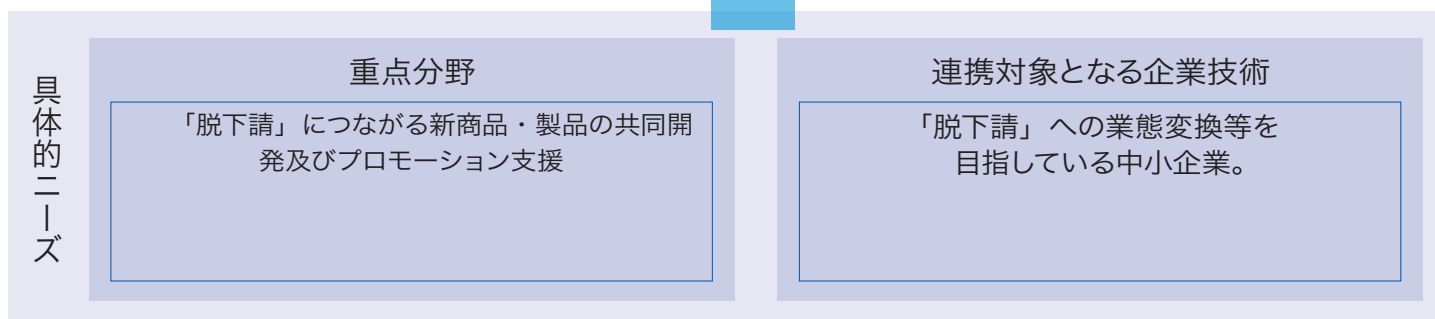 具体的ニーズ
重点分野
「脱下請」につながる新商品・製品の共同開
発及びプロモーション支援
連携対象となる企業技術
「脱下請」への業態変換等を
目指している中小企業。